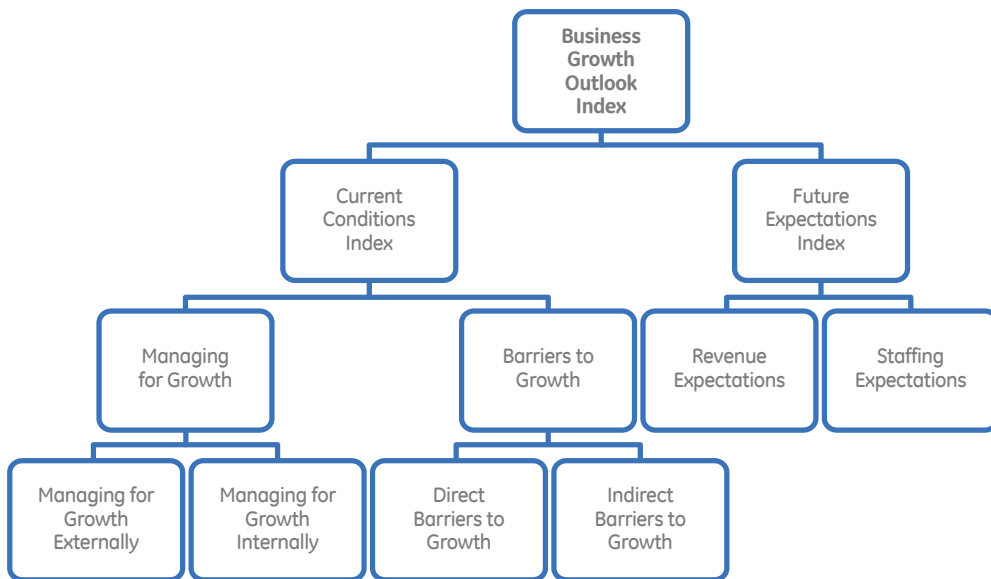 Business
Growth
Outlook
Index
Current
Conditions
Index
Future
Expectations
Index
Managing
for Growth
Barriers to
Growth
Revenue
Expectations
Staffing
Expectations
Managing for
Growth
Externally
Managing for
Growth
Internally
Direct
Barriers to
Growth
Indirect
Barriers to
Growth